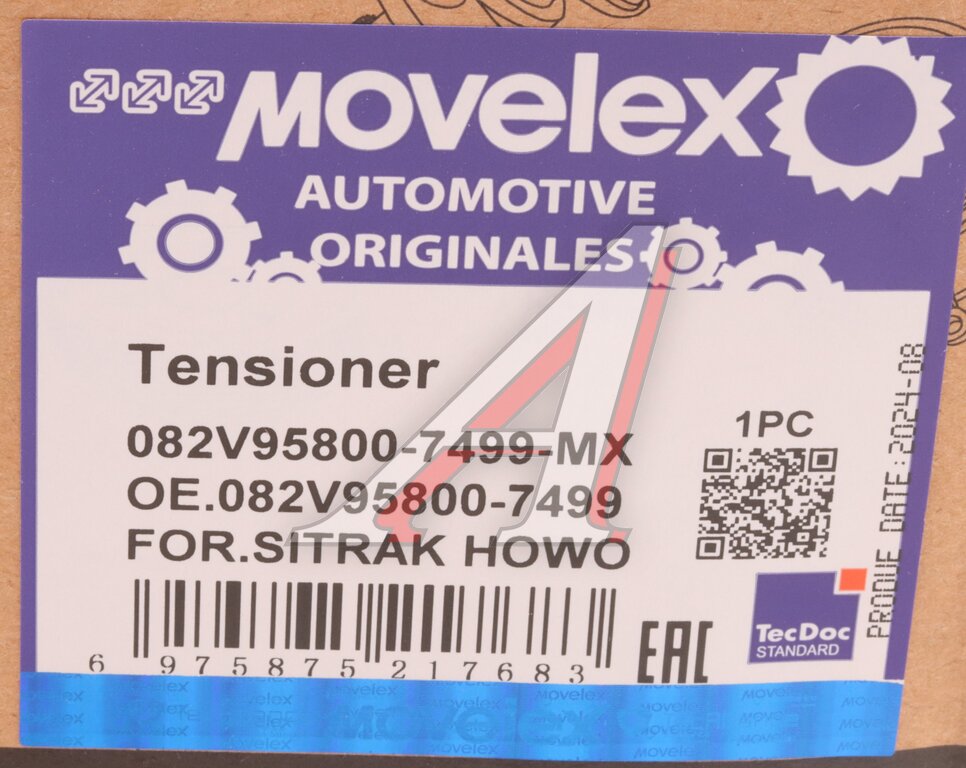 MOVELEX
AUTOMOTIVE
ORIGINALES
Tensioner
082V95800-7499-MX
OE.082V95800-7499
FOR.SITRAK HOWO
1PC
PRODUE DATE:2024-08
6 975875 217683
EAC
TecDoc
STANDARD
MOVELEX